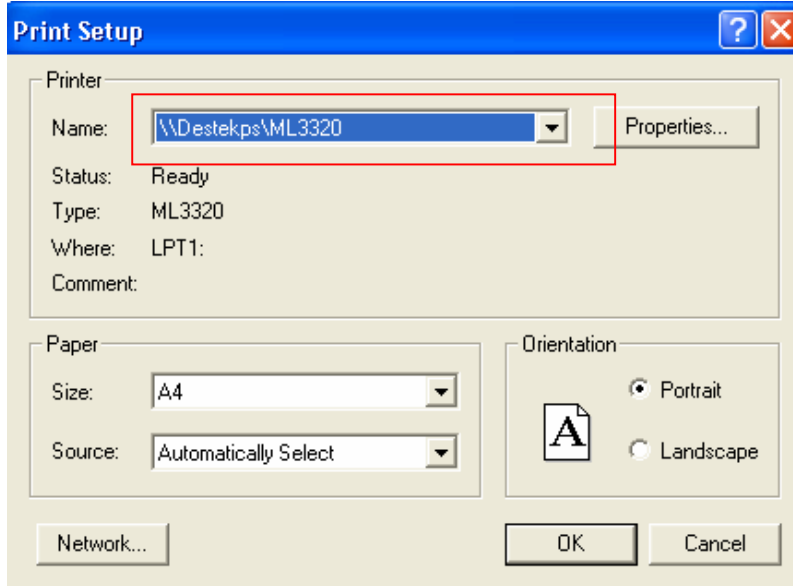 Print Setup
Printer
Name: \\Destekps\ML3320 Properties...
Status: Ready
Type: ML3320
Where: LPT1:
Comment:
Paper
Size: A4
Source: Automatically Select
Orientation
A
Portrait
Landscape
Network... OK Cancel